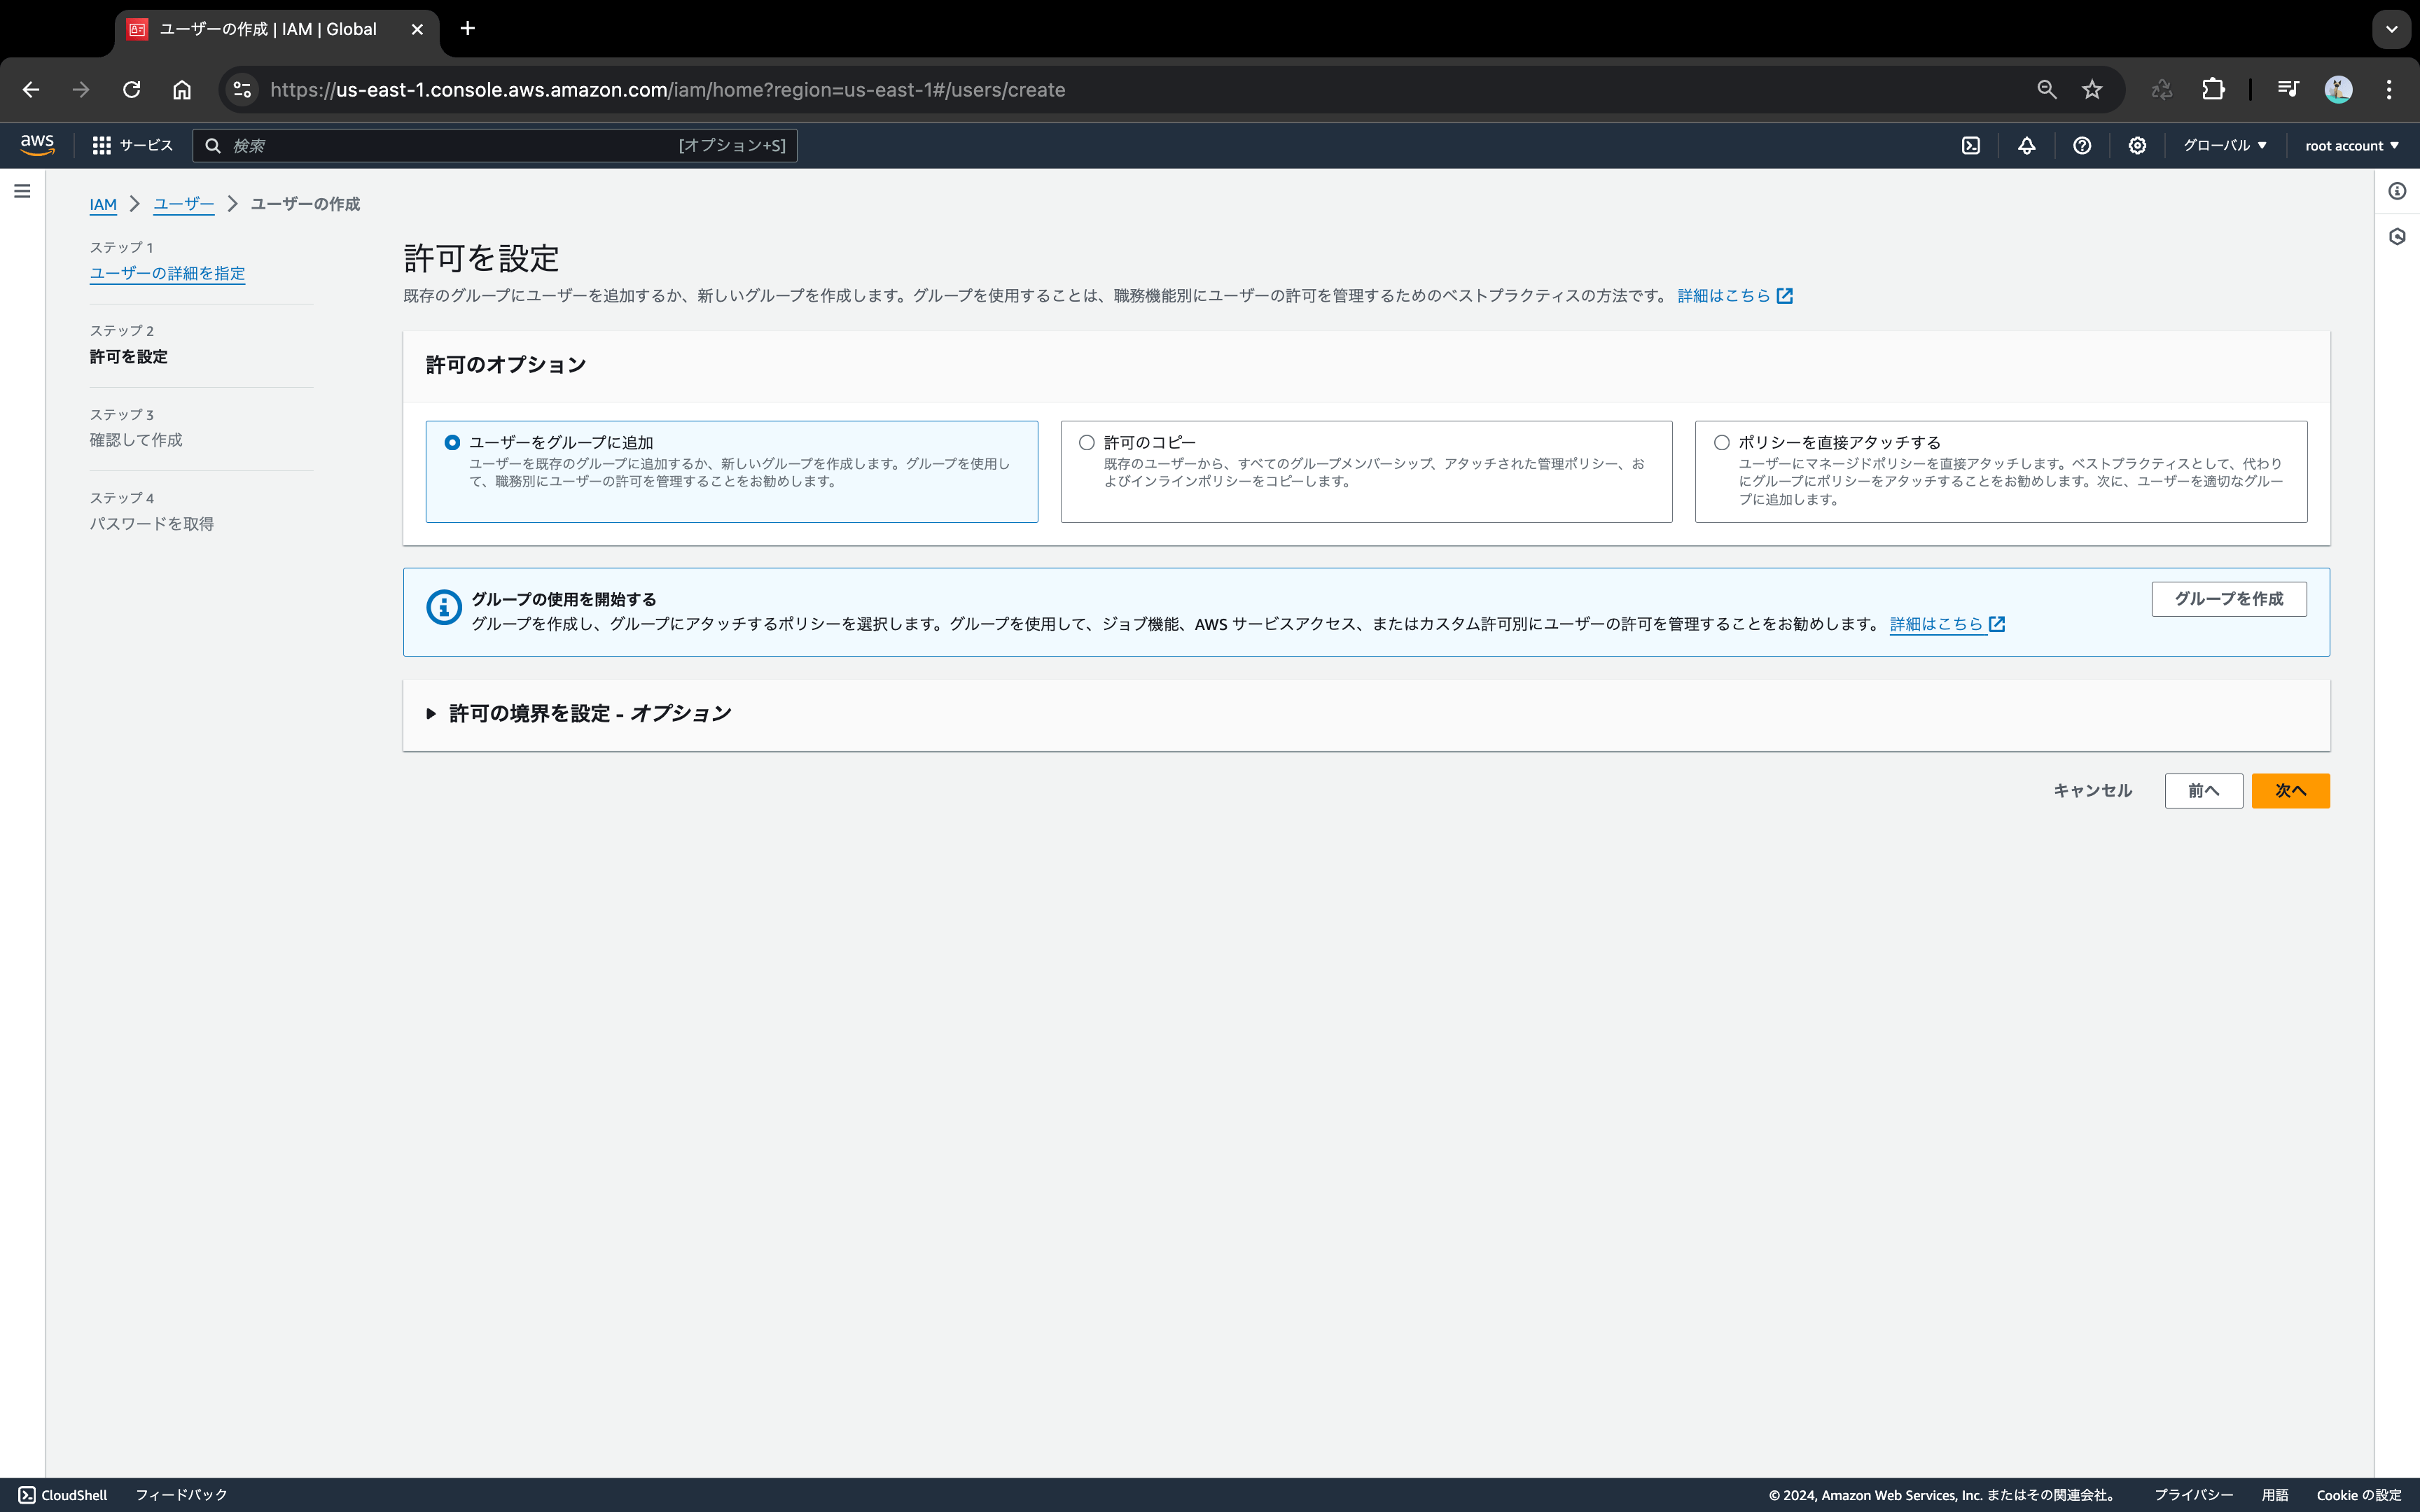 ユーザーの作成 | IAM | Global
https://us-east-1.console.aws.amazon.com/iam/home?region=us-east-1#/users/create
aws
サービス
検索
[オプション+S]
グローバル
root account
IAM
ユーザー
ユーザーの作成
ステップ 1
ユーザーの詳細を指定
ステップ 2
許可を設定
ステップ 3
確認して作成
ステップ 4
パスワードを取得
許可を設定
既存のグループにユーザーを追加するか、新しいグループを作成します。グループを使用することは、職務機能別にユーザーの許可を管理するためのベストプラクティスの方法です。 詳細はこちら
許可のオプション
ユーザーをグループに追加
ユーザーを既存のグループに追加するか、新しいグループを作成します。グループを使用し
て、職務別にユーザーの許可を管理することをお勧めします。
許可のコピー
既存のユーザーから、すべてのグループメンバーシップ、アタッチされた管理ポリシー、お
よびインラインポリシーをコピーします。
ポリシーを直接アタッチする
ユーザーにマネージドポリシーを直接アタッチします。ベストプラクティスとして、代わり
にグループにポリシーをアタッチすることをお勧めします。次に、ユーザーを適切なグルー
プに追加します。
グループの使用を開始する
グループを作成し、グループにアタッチするポリシーを選択します。グループを使用して、ジョブ機能、AWS サービスアクセス、またはカスタム許可別にユーザーの許可を管理することをお勧めします。 詳細はこちら
グループを作成
許可の境界を設定 - オプション
キャンセル
前へ
次へ
CloudShell
フィードバック
© 2024, Amazon Web Services, Inc. またはその関連会社。
プライバシー
用語
Cookie の設定